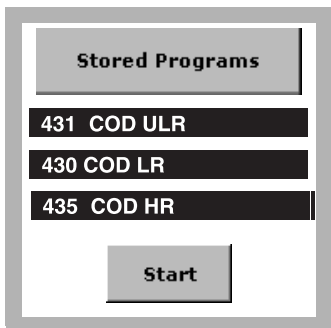 Stored Programs
431 COD ULR
430 COD LR
435 COD HR
Start